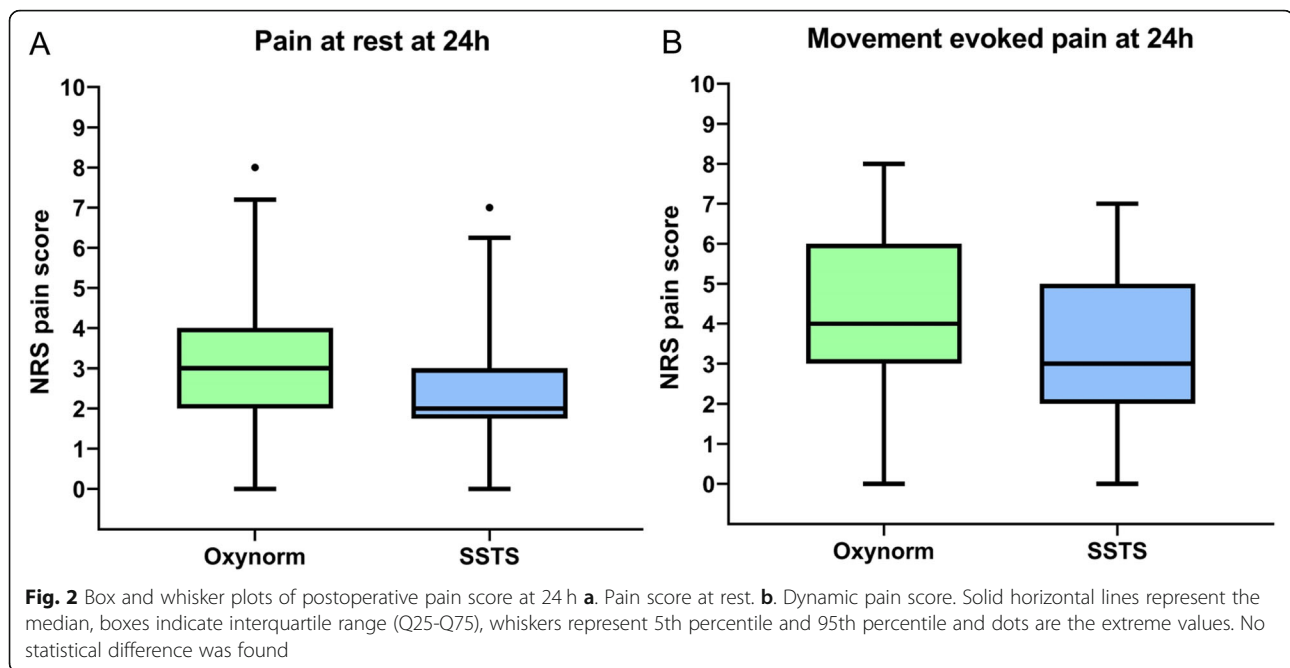 A
Pain at rest at 24h
NRS pain score
10
9
8
7
6
5
4
3
2
1
0
Oxynorm
SSTS
B
Movement evoked pain at 24h
NRS pain score
10
9
8
7
6
5
4
3
2
1
0
Oxynorm
SSTS
Fig. 2 Box and whisker plots of postoperative pain score at 24 h a. Pain score at rest. b. Dynamic pain score. Solid horizontal lines represent the
median, boxes indicate interquartile range (Q25-Q75), whiskers represent 5th percentile and 95th percentile and dots are the extreme values. No
statistical difference was found